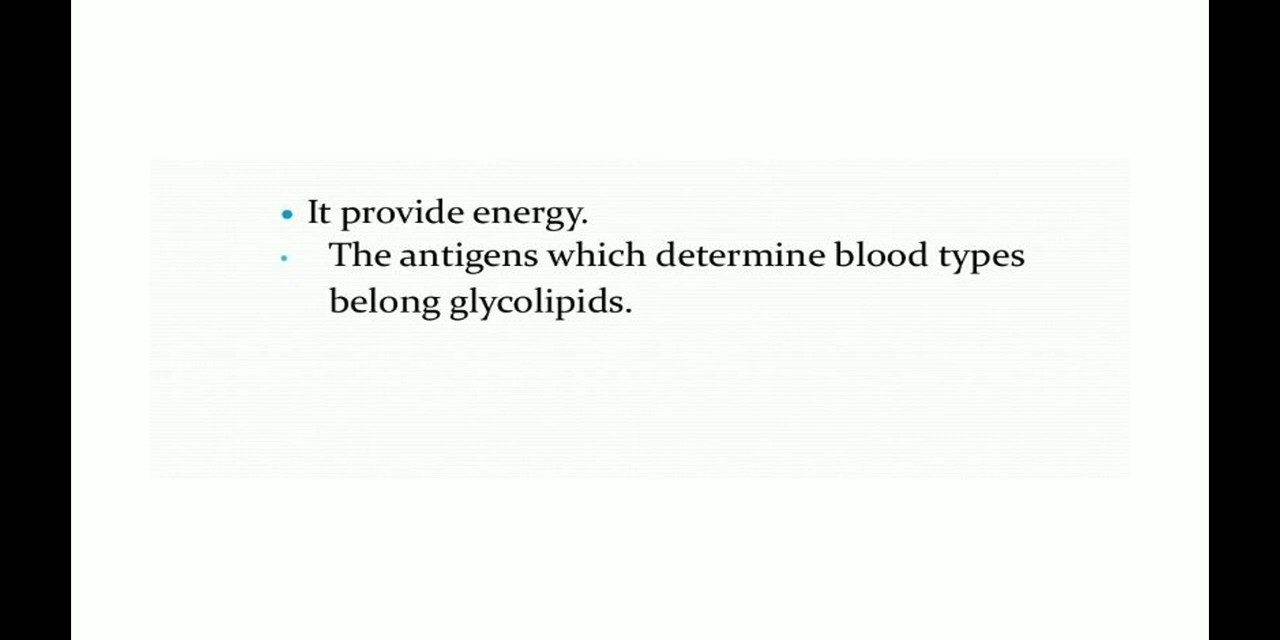 • It provide energy.
• The antigens which determine blood types
belong glycolipids.